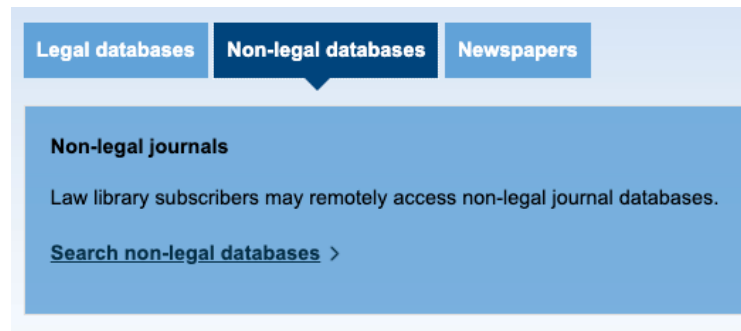 Legal databases
Non-legal databases
Newspapers
Non-legal journals
Law library subscribers may remotely access non-legal journal databases.
Search non-legal databases >